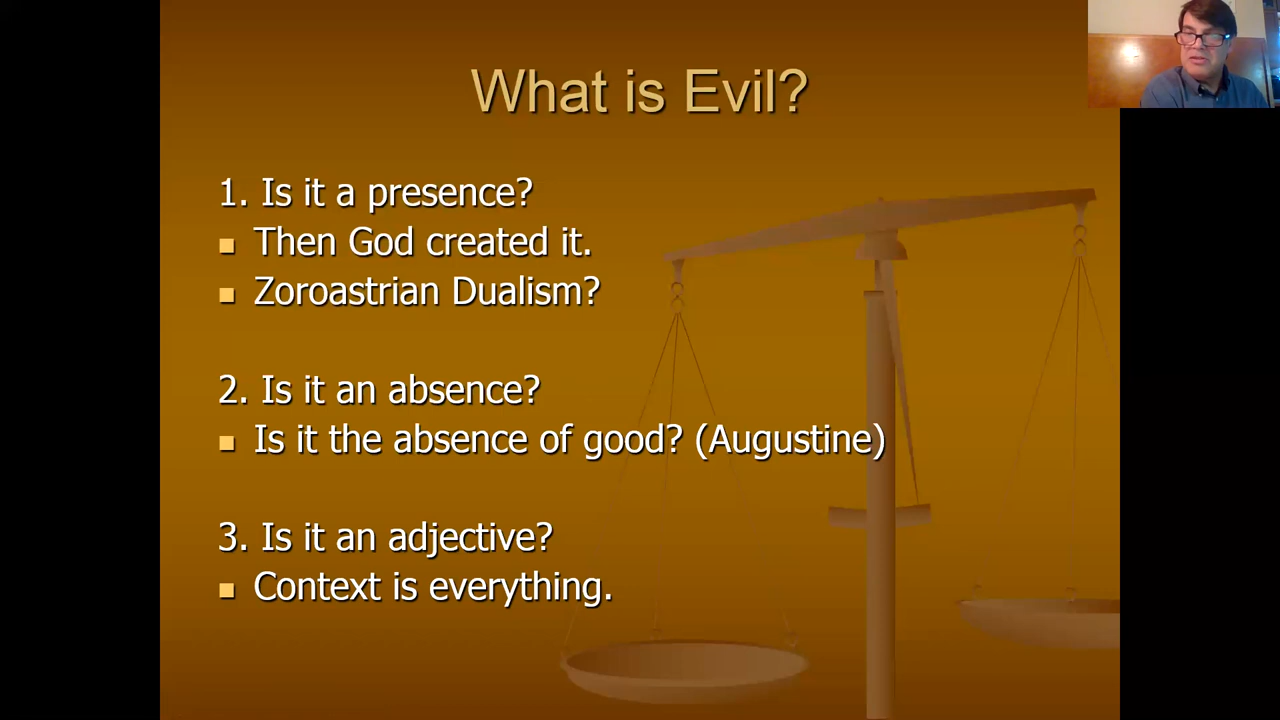 What is Evil?
1. Is it a presence?
Then God created it.
Zoroastrian Dualism?
2. Is it an absence?
Is it the absence of good? (Augustine)
3. Is it an adjective?
Context is everything.